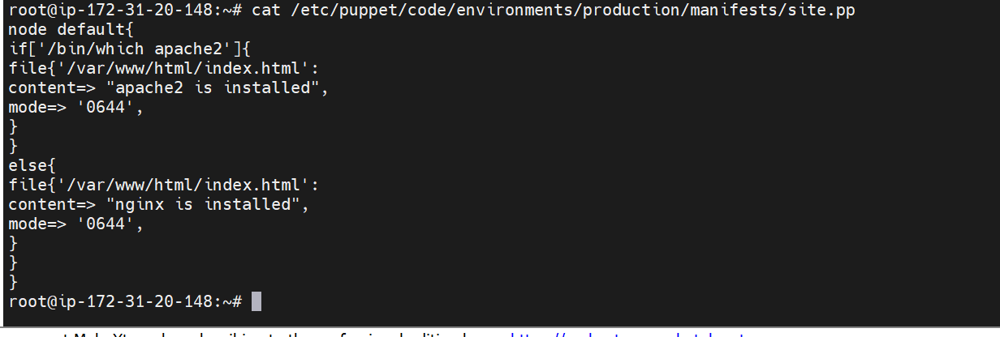 root@ip-172-31-20-148:~# cat /etc/puppet/code/environments/production/manifests/site.pp
node default{
if['/bin/which apache2']{
file{'/var/www/html/index.html':
content=> "apache2 is installed",
mode=> '0644',
}
}
else{
file{'/var/www/html/index.html':
content=> "nginx is installed",
mode=> '0644',
}
}
}
root@ip-172-31-20-148:~#